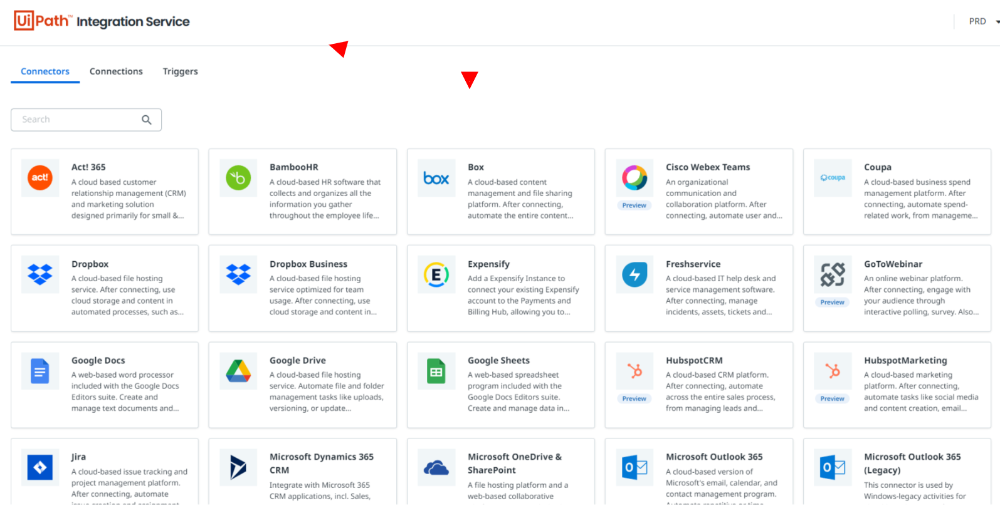 UiPath™ Integration Service
PRD
Connectors Connections Triggers
Search
act!
Act! 365
A cloud based customer
relationship management (CRM)
and marketing solution
designed primarily for small &...
BambooHR
A cloud-based HR software that
collects and organizes all the
information you gather
throughout the employee life...
box
Box
A cloud-based content
management and file sharing
platform. After connecting,
automate the entire content...
Preview
Cisco Webex Teams
An organizational
communication and
collaboration platform. After
connecting, automate user and...
coupa
Coupa
A cloud-based business spend
management platform. After
connecting, automate spend-
related work, from manageme...
Dropbox
A cloud-based file hosting
service. After connecting, use
cloud storage and content in
automated processes, such as...
Dropbox Business
A cloud-based file hosting
service optimized for team
usage. After connecting, use
cloud storage and content in...
E
Expensify
Add a Expensify Instance to
connect your existing Expensify
account to the Payments and
Billing Hub, allowing you to...
Freshservice
A cloud-based IT help desk and
service management software.
After connecting, manage
incidents, assets, tickets and...
Preview
GoToWebinar
An online webinar platform.
After connecting, engage with
your audience through
interactive polling, survey. Also...
Google Docs
A web-based word processor
included with the Google Docs
Editors suite. Create and
manage text documents and...
Google Drive
A cloud-based file hosting
service. Automate file and folder
management tasks like uploads,
versioning, or update...
Google Sheets
A web-based spreadsheet
program included with the
Google Docs Editors suite.
Create and manage data in...
Preview
HubspotCRM
A cloud-based CRM platform.
After connecting, automate
across the entire sales process,
from managing leads and...
Preview
HubspotMarketing
A cloud-based marketing
platform. After connecting,
automate tasks like social media
and content creation, email...
Jira
A cloud-based issue tracking and
project management platform.
After connecting, automate
Microsoft Dynamics 365
CRM
Integrate with Microsoft 365
CRM applications, incl. Sales,
Microsoft OneDrive &
SharePoint
A file hosting platform and a
web-based collaborative
Microsoft Outlook 365
A cloud-based version of
Microsoft's email, calendar, and
contact management program.
Microsoft Outlook 365
(Legacy)
This connector is used by
Windows-legacy activities for